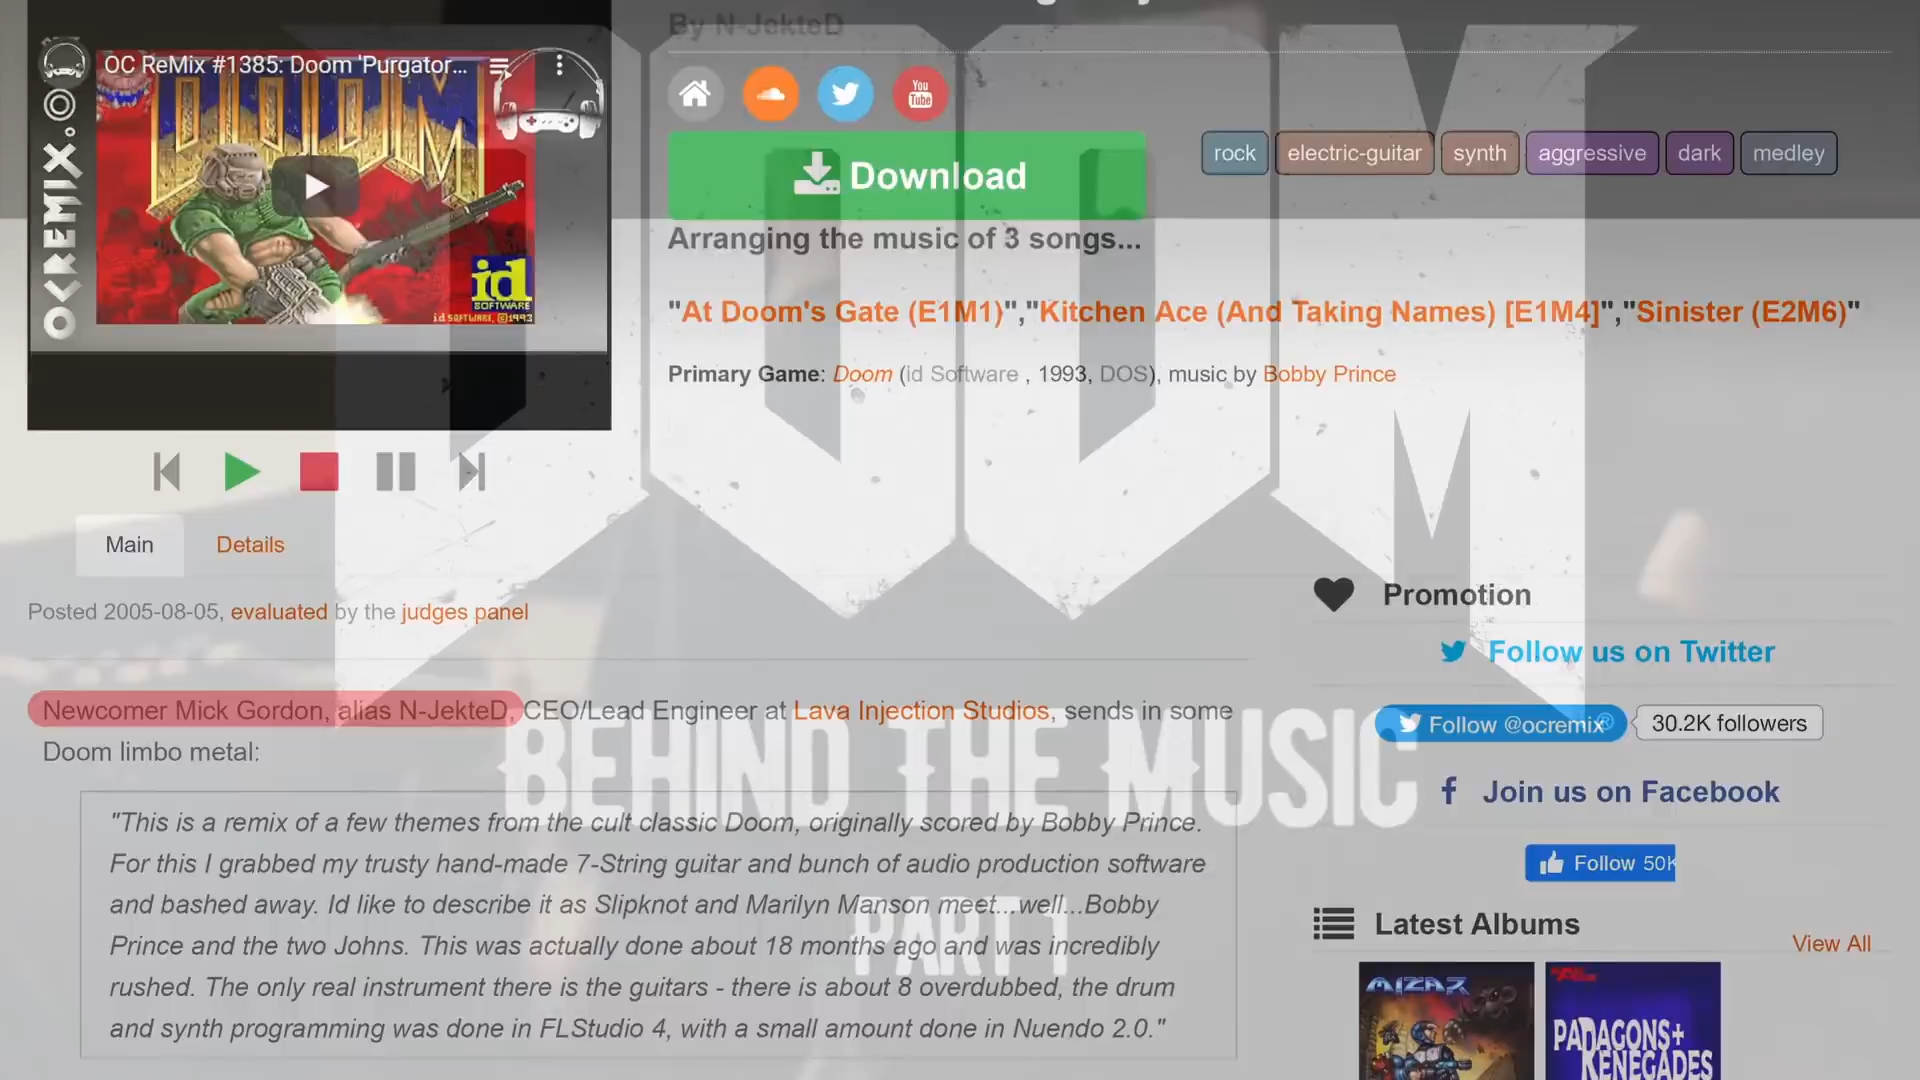 By N-JekteD
OC ReMix #1385: Doom 'Purgator...
OCREMIX.O
DOOM
id
SOFTWARE
id SOFTWARE, ©1993
You
Tube
Download
rock
electric-guitar
synth
aggressive
dark
medley
Arranging the music of 3 songs...
"At Doom's Gate (E1M1)","Kitchen Ace (And Taking Names) [E1M4]","Sinister (E2M6)"
Primary Game: Doom (id Software , 1993, DOS), music by Bobby Prince
DOOM
Main
Details
Posted 2005-08-05, evaluated by the judges panel
Newcomer Mick Gordon, alias N-JekteD, CEO/Lead Engineer at Lava Injection Studios, sends in some
Doom limbo metal:
BEHIND THE MUSIC
PART 1
"This is a remix of a few themes from the cult classic Doom, originally scored by Bobby Prince.
For this I grabbed my trusty hand-made 7-String guitar and bunch of audio production software
and bashed away. Id like to describe it as Slipknot and Marilyn Manson meet...well...Bobby
Prince and the two Johns. This was actually done about 18 months ago and was incredibly
rushed. The only real instrument there is the guitars - there is about 8 overdubbed, the drum
and synth programming was done in FLStudio 4, with a small amount done in Nuendo 2.0."
Promotion
Follow us on Twitter
Follow @ocremix
30.2K followers
Join us on Facebook
Follow 50K
Latest Albums
View All
PARAGONS+
RENEGADES